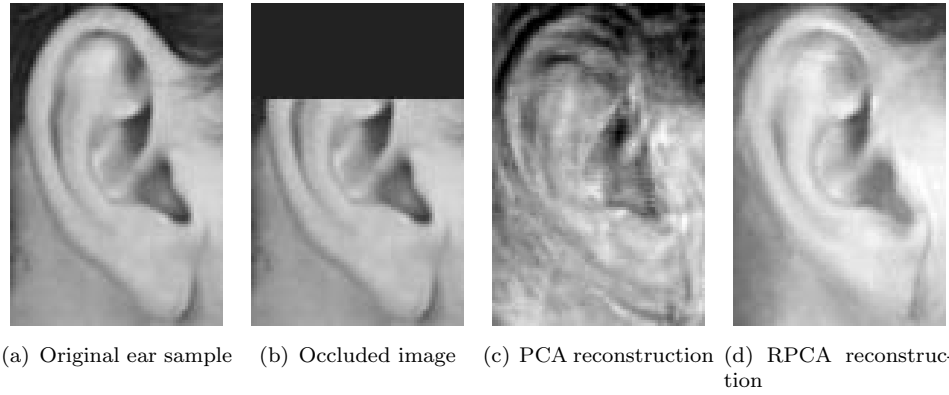 (a) Original ear sample
(b) Occluded image
(c) PCA reconstruction
(d) RPCA reconstruc-
tion